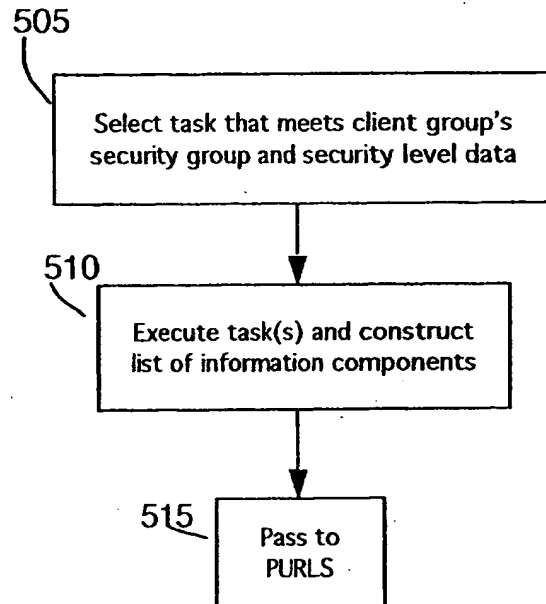 505
Select task that meets client group's
security group and security level data
510
Execute task(s) and construct
list of information components
515
Pass to
PURLS